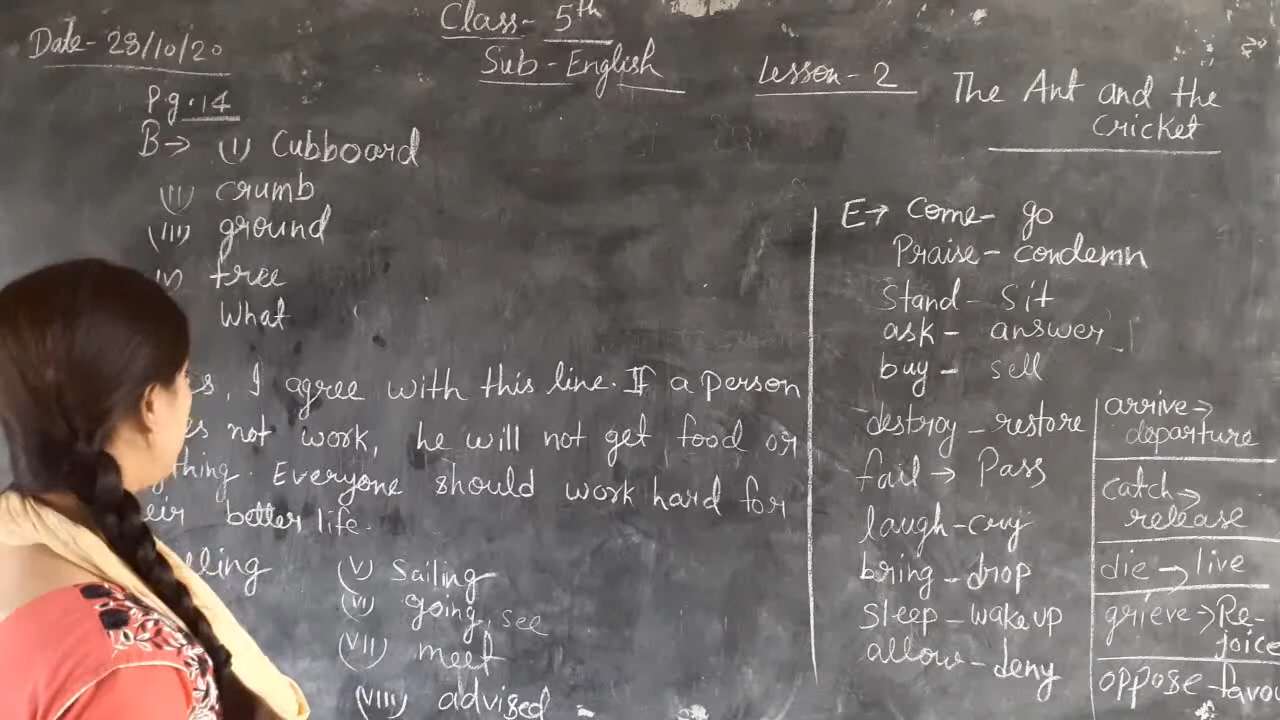 Date- 28/10/20
Class- 5th
Sub-English
Lesson-2
The Ant and the
Cricket
Pg.14
B→ (I) Cubboard
(II) crumb
(III) ground
tree
What
I agree with this line. If a person
not work, he will not get food or
Everyone should work hard for
better life.
(V) Sailing
(VI) going, see
(VII) meet
(VIII) advised
E→ Come- go
Praise- condemn
Stand- Sit
ask- answer
buy- sell
destroy-restore
fail → Pass
laugh-cry
bring-drop
Sleep-wakeup
allow-deny
arrive→
departure
catch→
release
die→live
grieve→Re-
joice
oppose-favou